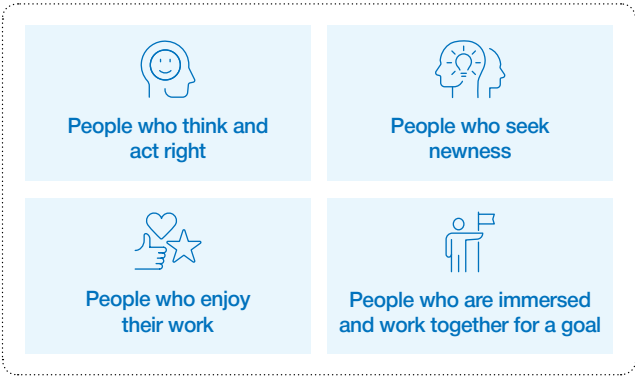 People who think and
act right
People who seek
newness
People who enjoy
their work
People who are immersed
and work together for a goal